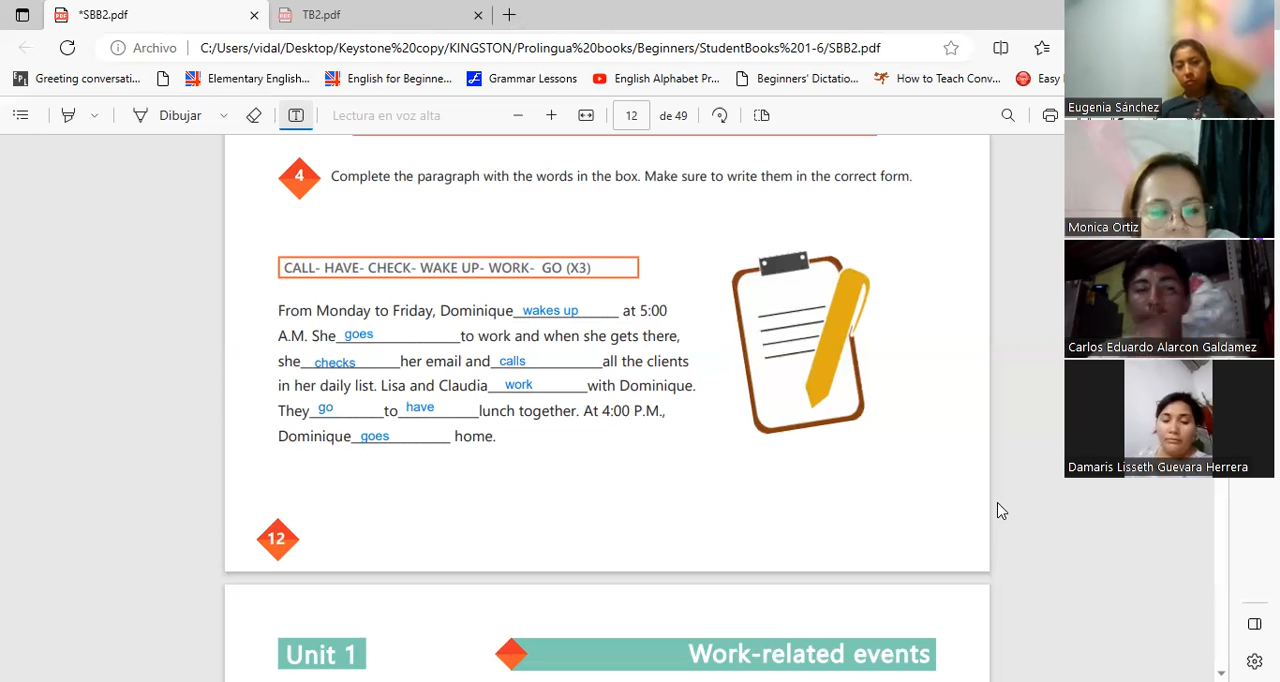 *SBB2.pdf
TB2.pdf
Archivo
C:/Users/vidal/Desktop/Keystone%20copy/KINGSTON/Prolingua%20books/Beginners/StudentBooks%201-6/SBB2.pdf
Greeting conversati...
Elementary English...
English for Beginne...
Grammar Lessons
English Alphabet Pr...
Beginners' Dictatio...
How to Teach Conv...
Easy
Dibujar
Lectura en voz alta
12
de 49
4
Complete the paragraph with the words in the box. Make sure to write them in the correct form.
CALL- HAVE- CHECK- WAKE UP- WORK- GO (X3)
From Monday to Friday, Dominique wakes up at 5:00
A.M. She goes to work and when she gets there,
she checks her email and calls all the clients
in her daily list. Lisa and Claudia work with Dominique.
They go to have lunch together. At 4:00 P.M.,
Dominique goes home.
12
Unit 1
Work-related events
Eugenia Sánchez
Monica Ortiz
Carlos Eduardo Alarcon Galdamez
Damaris Lisseth Guevara Herrera